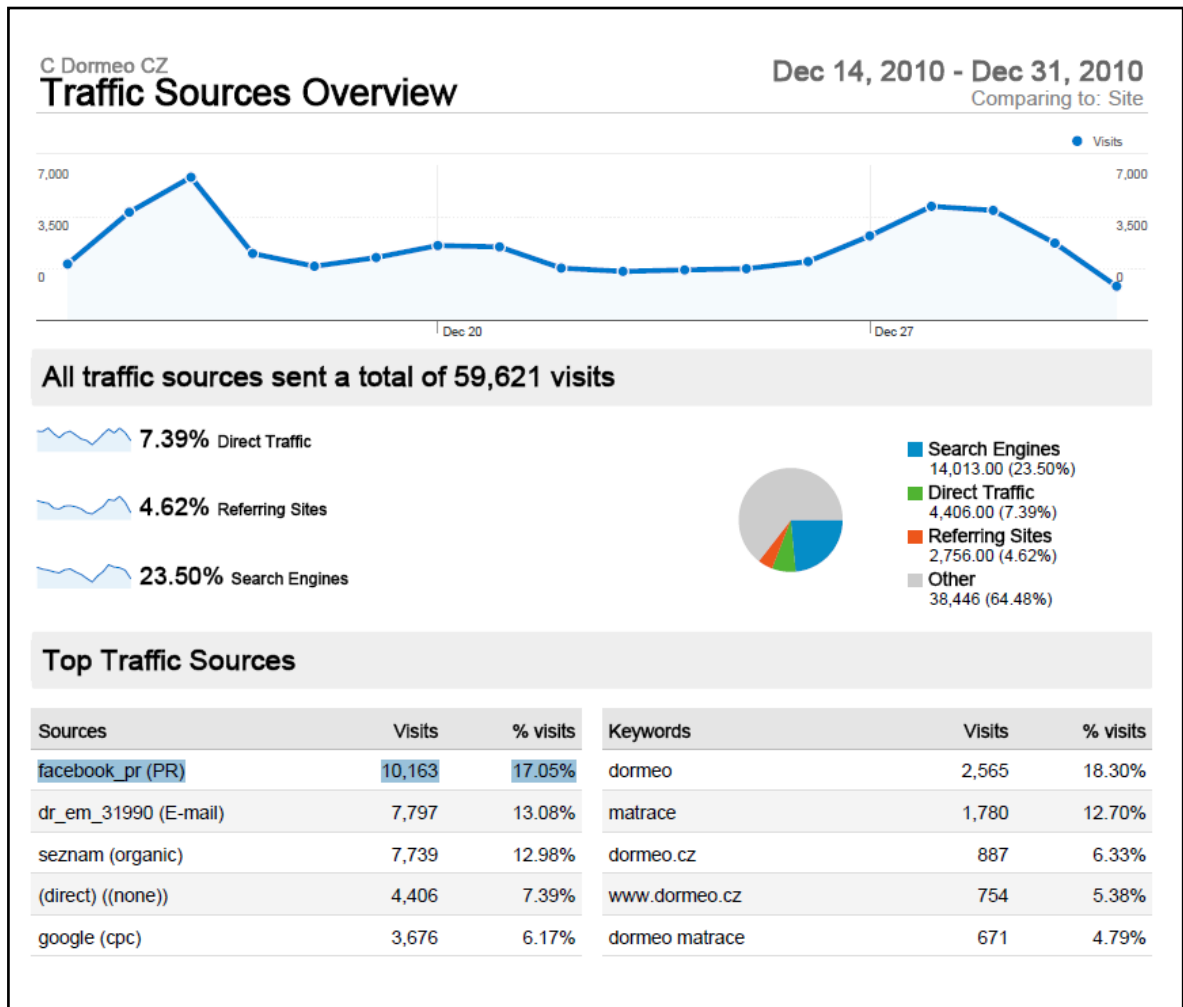 C Dormeo CZ
Traffic Sources Overview
Dec 14, 2010 - Dec 31, 2010
Comparing to: Site
Visits
7,000 7,000
3,500 3,500
0 0
Dec 20 Dec 27
All traffic sources sent a total of 59,621 visits
7.39% Direct Traffic
4.62% Referring Sites
23.50% Search Engines
Search Engines
14,013.00 (23.50%)
Direct Traffic
4,406.00 (7.39%)
Referring Sites
2,756.00 (4.62%)
Other
38,446 (64.48%)
Top Traffic Sources
Sources Visits % visits
facebook_pr (PR) 10,163 17.05%
dr_em_31990 (E-mail) 7,797 13.08%
seznam (organic) 7,739 12.98%
(direct) ((none)) 4,406 7.39%
google (cpc) 3,676 6.17%
Keywords Visits % visits
dormeo 2,565 18.30%
matrace 1,780 12.70%
dormeo.cz 887 6.33%
www.dormeo.cz 754 5.38%
dormeo matrace 671 4.79%